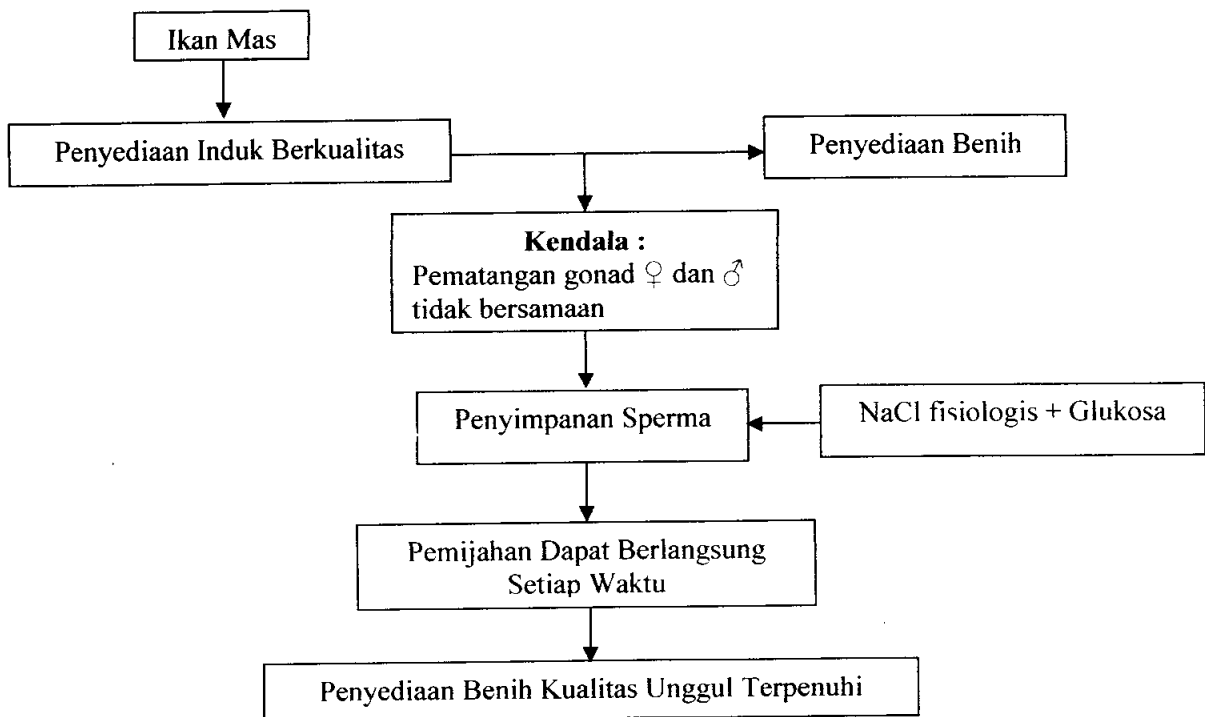 Ikan Mas
Penyediaan Induk Berkualitas
Penyediaan Benih
Kendala :
Pematangan gonad ♀ dan ♂
tidak bersamaan
Penyimpanan Sperma
NaCl fisiologis + Glukosa
Pemijahan Dapat Berlangsung
Setiap Waktu
Penyediaan Benih Kualitas Unggul Terpenuhi